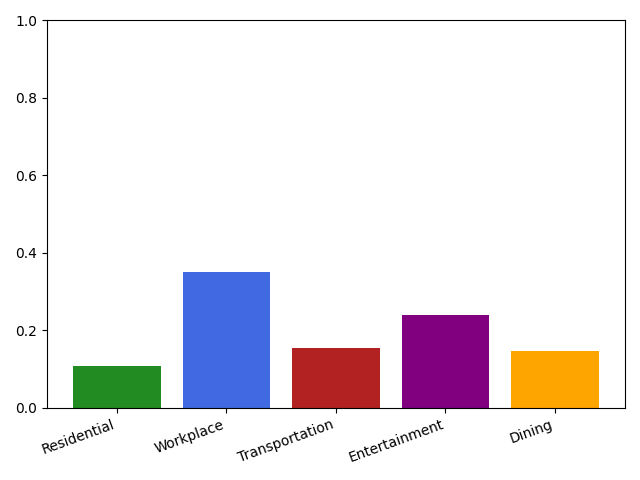 1.0
0.8
0.6
0.4
0.2
0.0
Residential
Workplace
Transportation
Entertainment
Dining